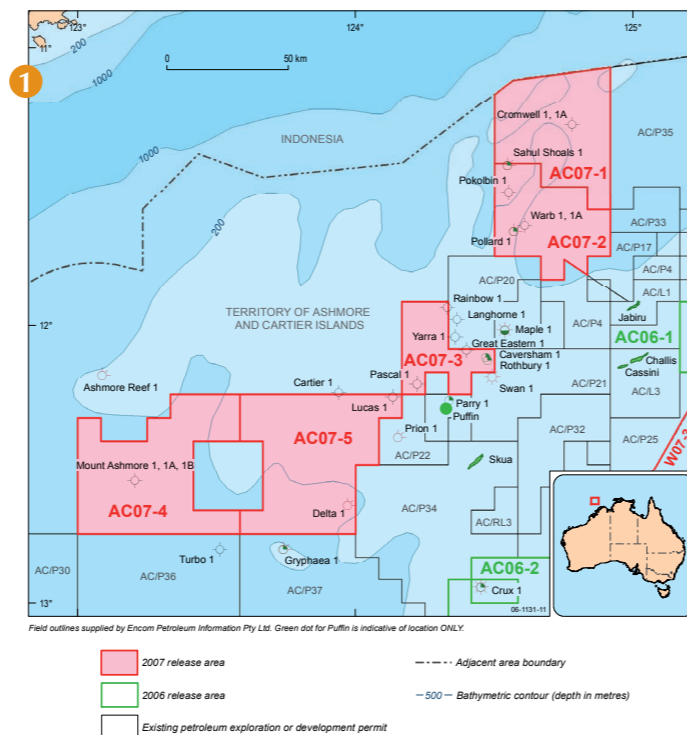 123°
124°
125°
1
11°
200
1000
0
50 km
INDONESIA
1000
200
Cromwell 1, 1A
AC/P35
Sahul Shoals 1
AC07-1
Pokolbin 1
Warb 1, 1A
AC/P33
Pollard 1
AC07-2
AC/P17
AC/P20
AC/P4
AC/L1
Rainbow 1
TERRITORY OF ASHMORE
AND CARTIER ISLANDS
Langhorne 1
Jabiru
12°
Maple 1
AC/P4
AC06-1
Yarra 1
Great Eastern 1
AC07-3
Caversham 1
Challis
Rothbury 1
Cassini
Ashmore Reef 1
Pascal 1
Swan 1
AC/P21
AC/L3
Cartier 1
Lucas 1
Parry 1
Puffin
AC07-5
Prion 1
AC/P32
AC/P25
W07-3
Mount Ashmore 1, 1A, 1B
AC/P22
Skua
AC07-4
Delta 1
AC/P34
AC/RL3
Turbo 1
Gryphaea 1
AC06-2
AC/P30
AC/P36
AC/P37
Crux 1
13°
06-1131-11
Field outlines supplied by Encom Petroleum Information Pty Ltd. Green dot for Puffin is indicative of location ONLY.
2007 release area
Adjacent area boundary
2006 release area
500
Bathymetric contour (depth in metres)
Existing petroleum exploration or development permit